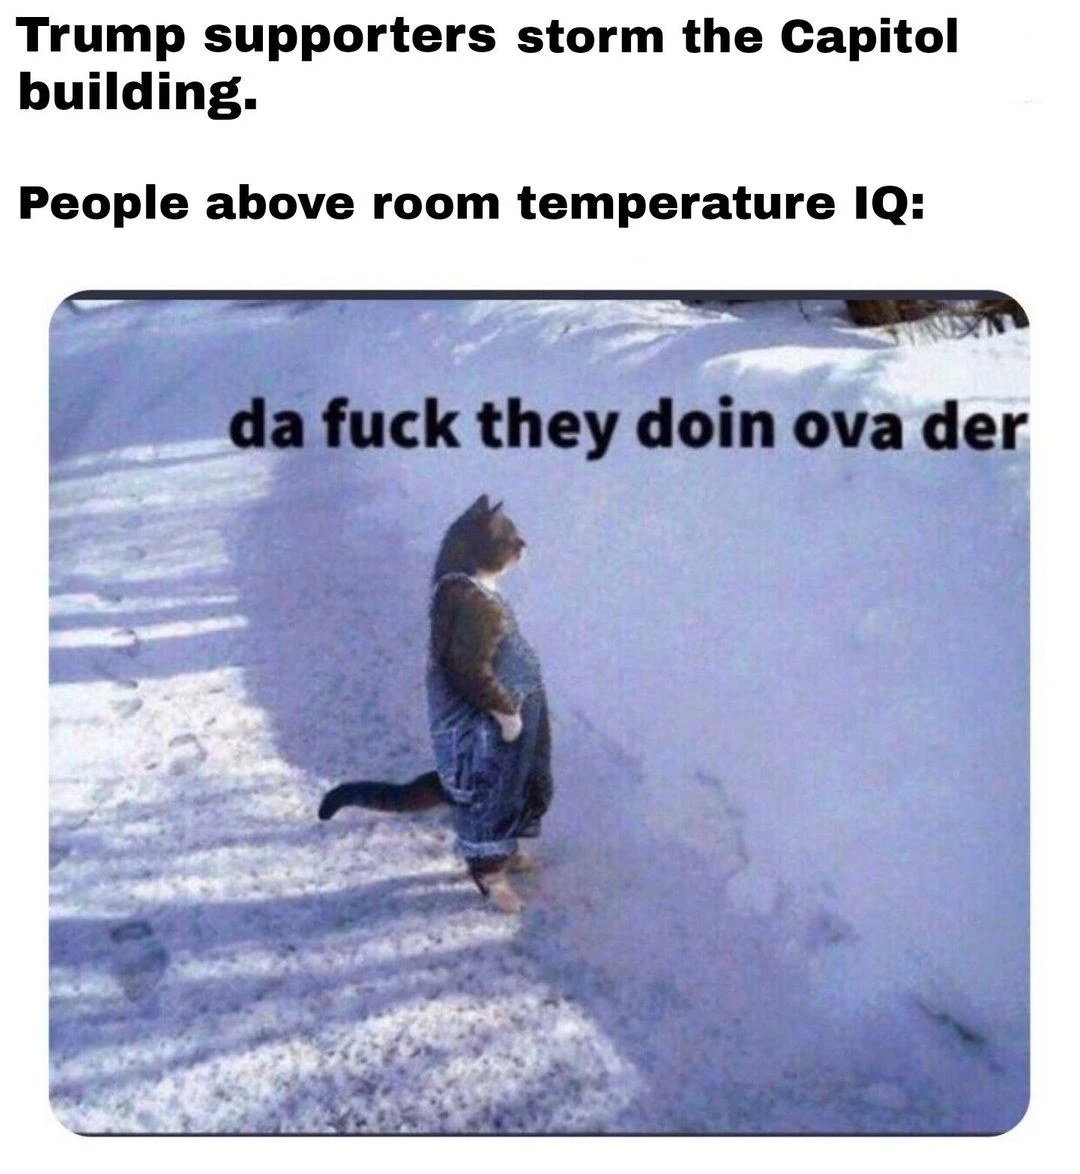 Trump supporters storm the Capitol
building.
People above room temperature IQ:
da fuck they doin ova der